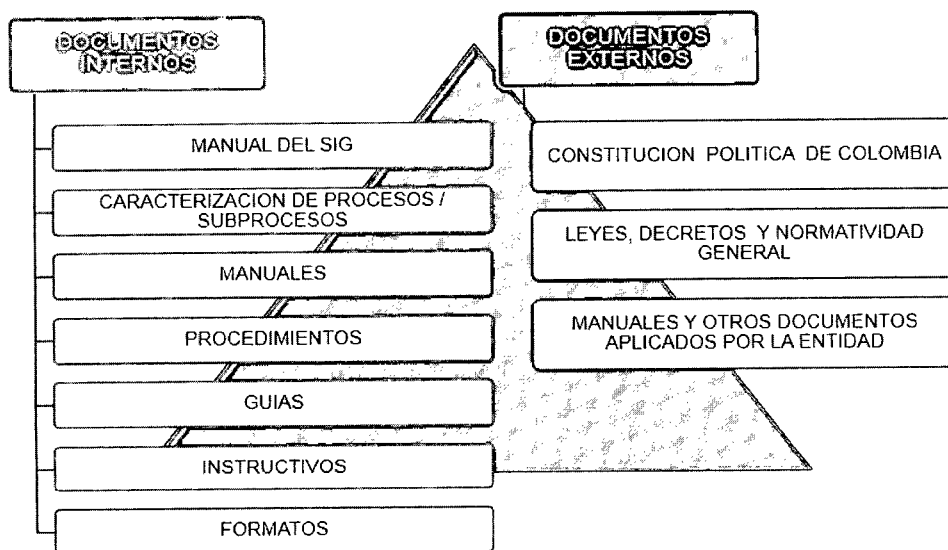 DOCUMENTOS
INTERNOS
MANUAL DEL SIG
CARACTERIZACION DE PROCESOS /
SUBPROCESOS
MANUALES
PROCEDIMIENTOS
GUIAS
INSTRUCTIVOS
FORMATOS
DOCUMENTOS
EXTERNOS
CONSTITUCION POLITICA DE COLOMBIA
LEYES, DECRETOS Y NORMATIVIDAD
GENERAL
MANUALES Y OTROS DOCUMENTOS
APLICADOS POR LA ENTIDAD